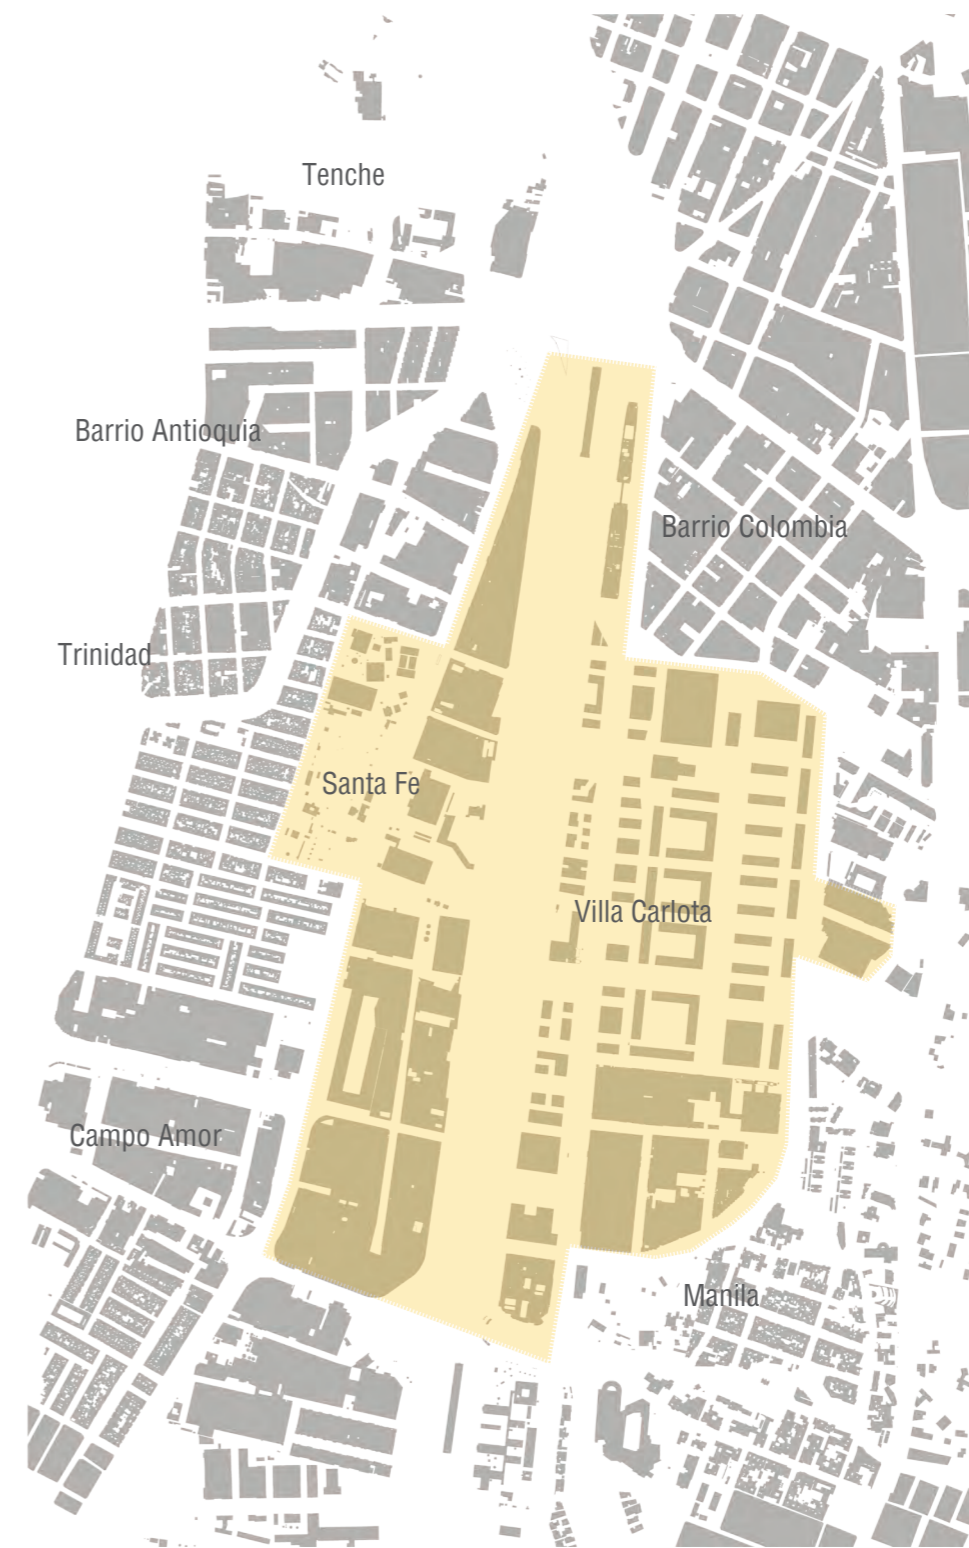 Tenche
Barrio Antioquia
Barrio Colombia
Trinidad
Santa Fe
Villa Carlota
Campo Amor
Manila